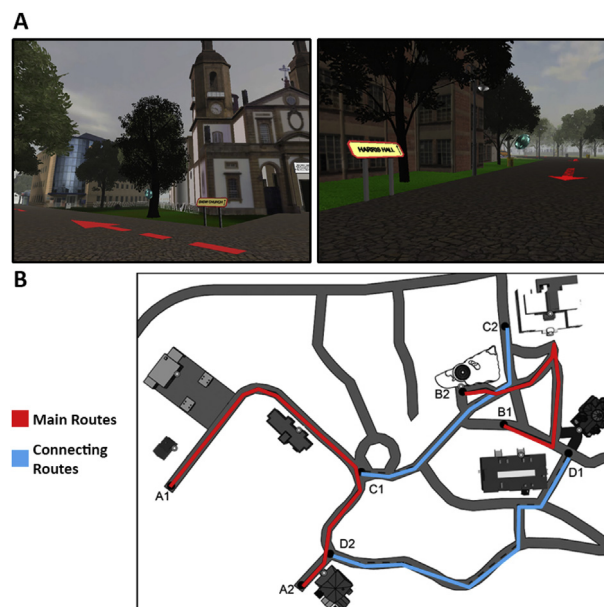 A
HARRIS HALL
B
Main Routes
Connecting
Routes
A1
A2
B2
B1
C2
C1
D1
D2